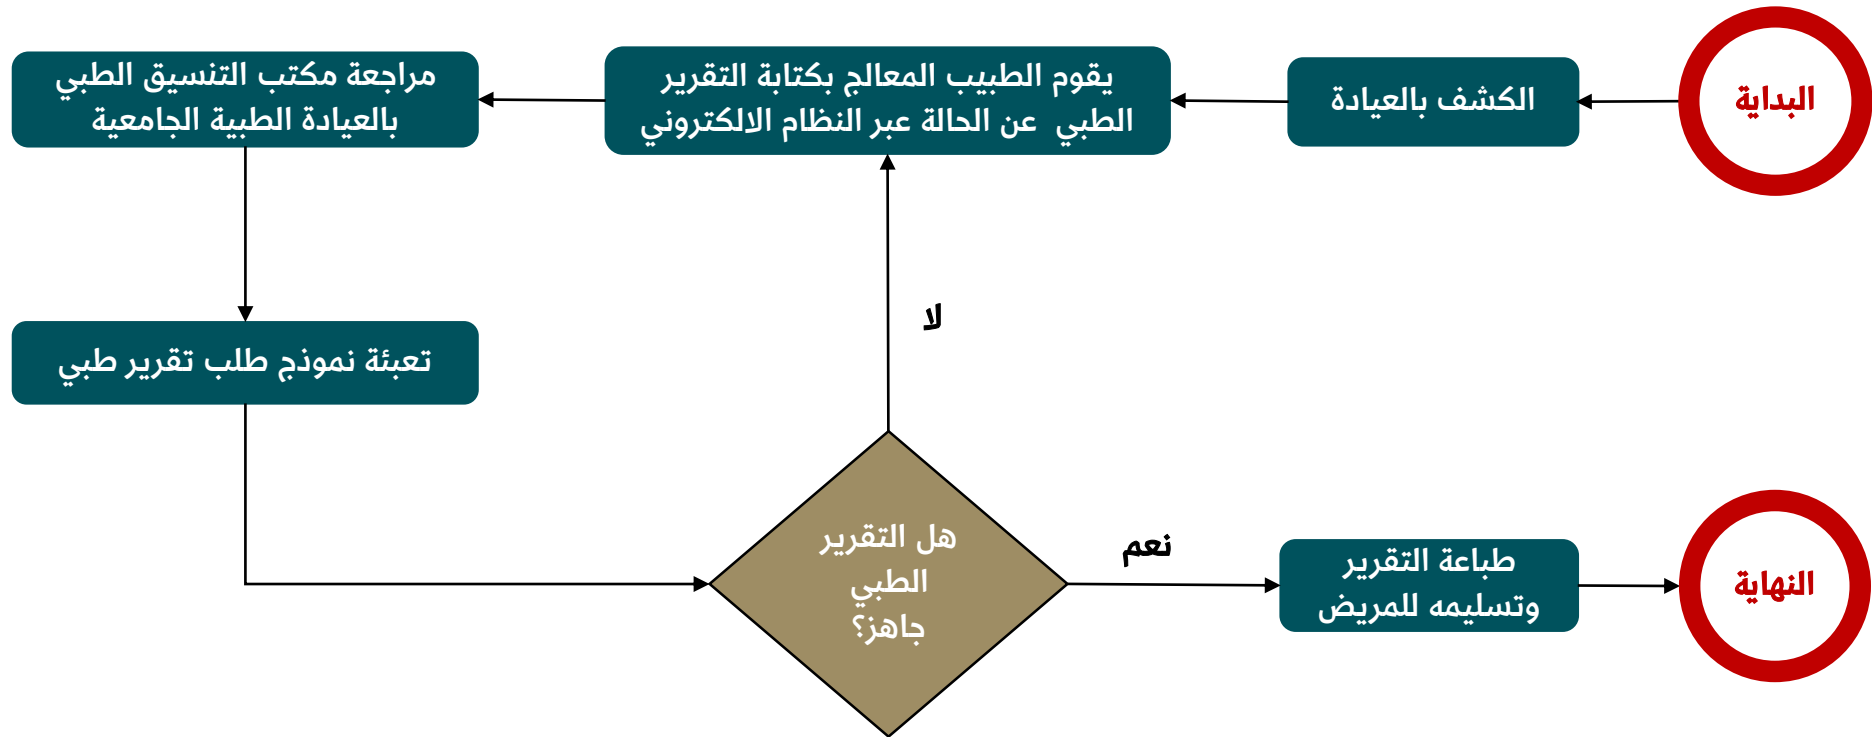 البداية
الكشف بالعيادة
يقوم الطبيب المعالج بكتابة التقرير
الطبي عن الحالة عبر النظام الالكتروني
مراجعة مكتب التنسيق الطبي
بالعيادة الطبية الجامعية
تعبئة نموذج طلب تقرير طبي
لا
هل التقرير
الطبي
جاهز؟
نعم
طباعة التقرير
وتسليمه للمريض
النهاية